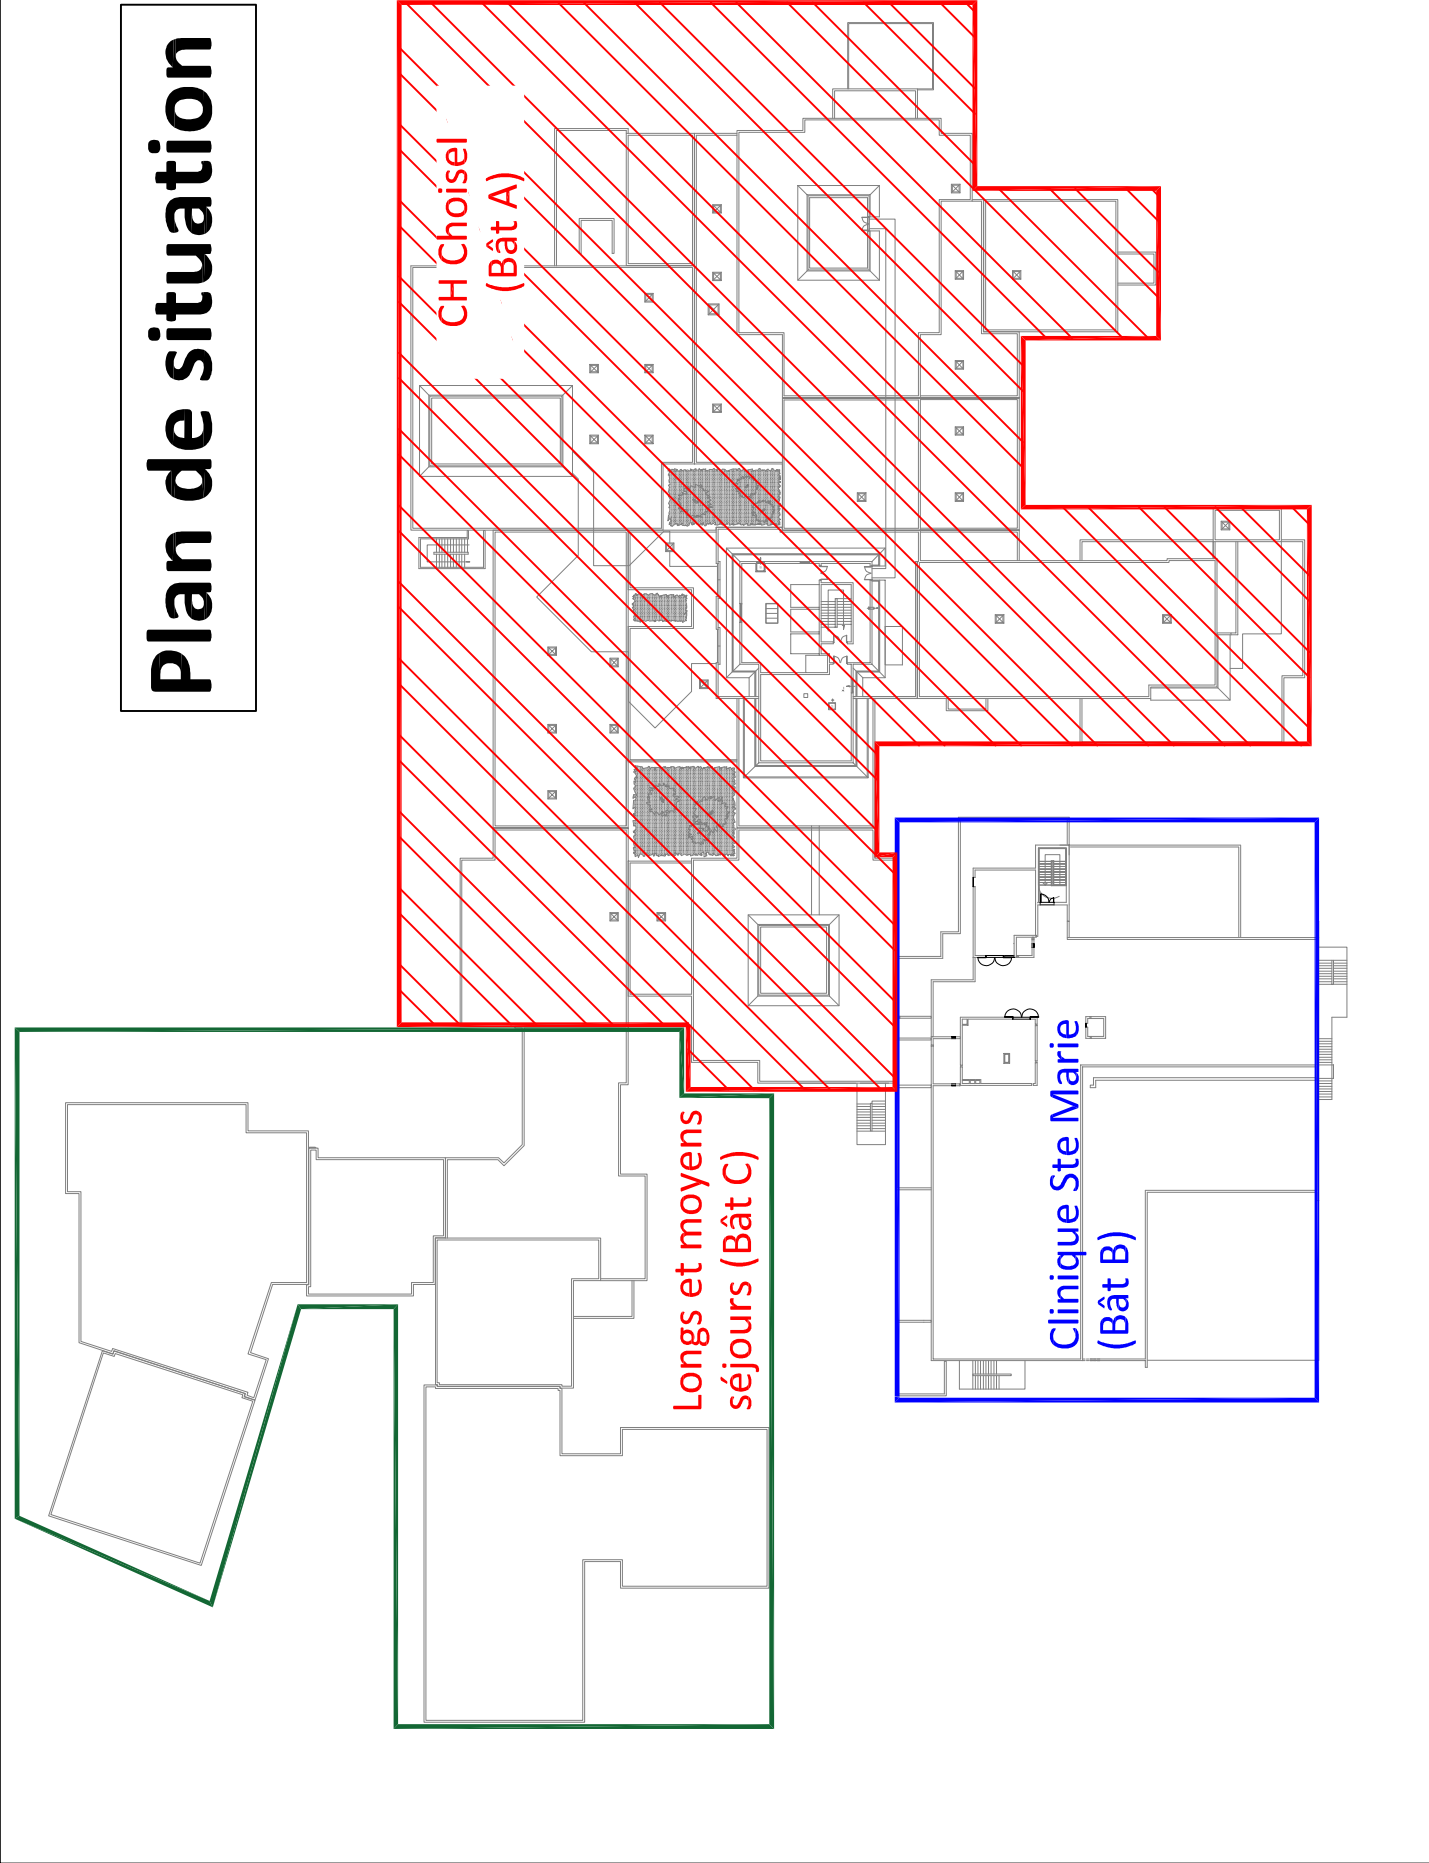 Plan de situation
CH Choisel
(Bât A)
Longs et moyens
séjours (Bât C)
Clinique Ste Marie
(Bât B)